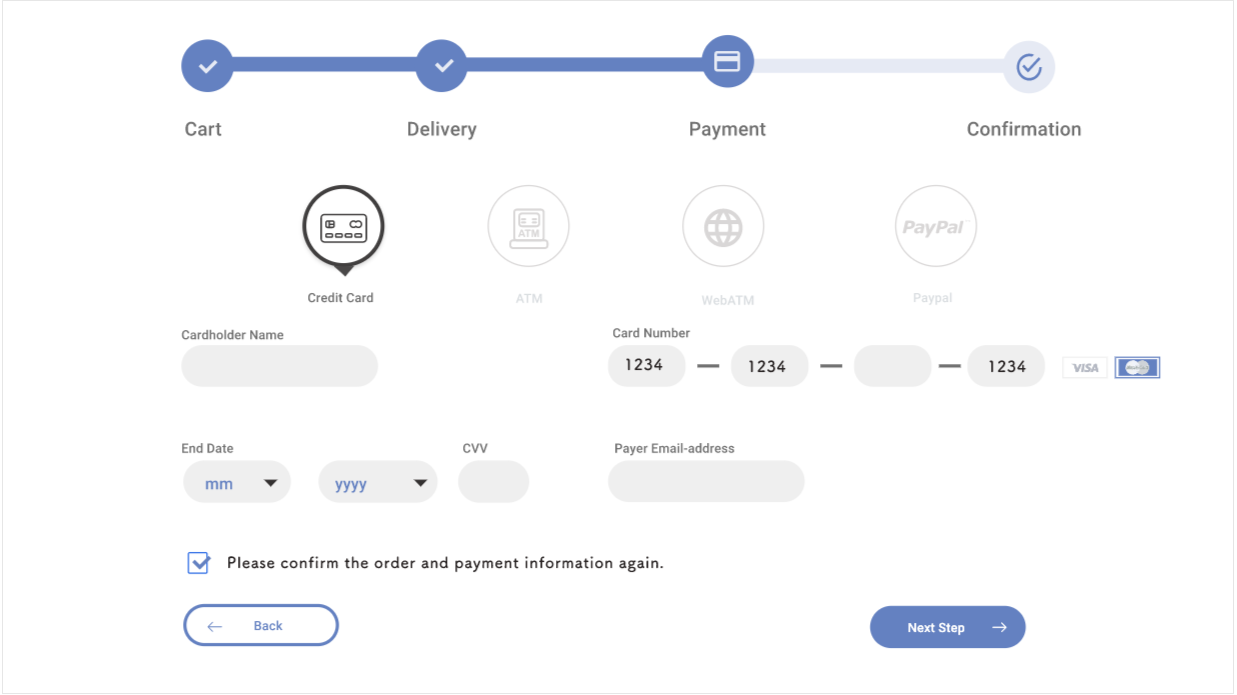 Cart Delivery Payment Confirmation
ATM PayPal
Credit Card ATM WebATM Paypal
Cardholder Name Card Number
1234 1234 1234 VISA
End Date CVV Payer Email-address
mm yyyy
Please confirm the order and payment information again.
Back Next Step